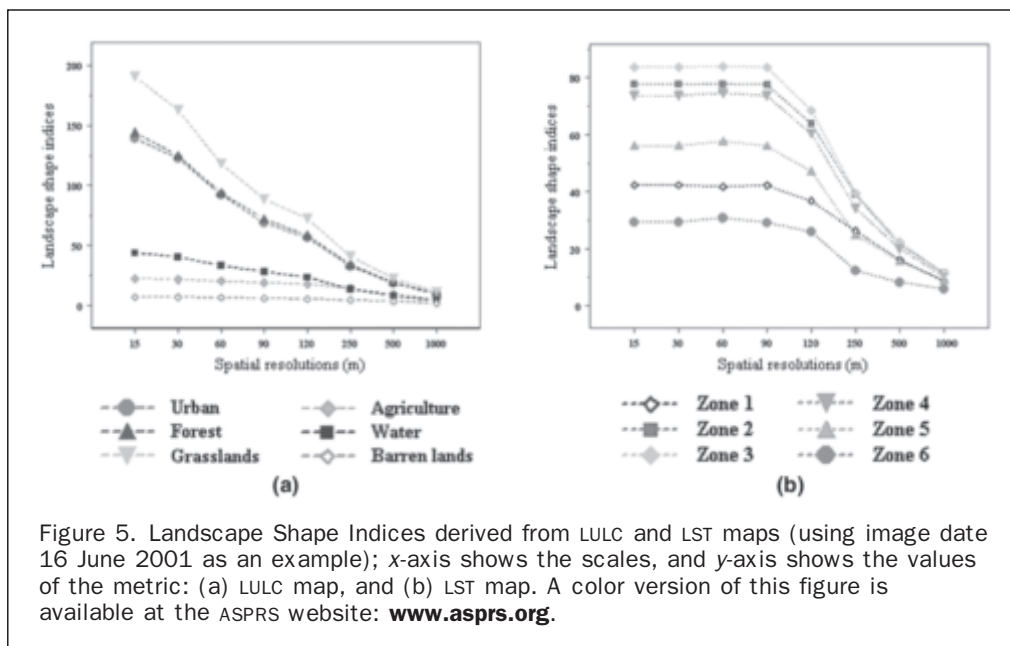 200
150
100
50
0
Landscape shape indices
15 30 60 90 120 250 500 1000
Spatial resolutions (m)
Urban Agriculture
Forest Water
Grasslands Barren lands
(a)
80
60
40
20
0
Landscape shape indices
15 30 60 90 120 250 500 1000
Spatial resolutions (m)
Zone 1 Zone 4
Zone 2 Zone 5
Zone 3 Zone 6
(b)
Figure 5. Landscape Shape Indices derived from LULC and LST maps (using image date
16 June 2001 as an example); x-axis shows the scales, and y-axis shows the values
of the metric: (a) LULC map, and (b) LST map. A color version of this figure is
available at the ASPRS website: www.asprs.org.